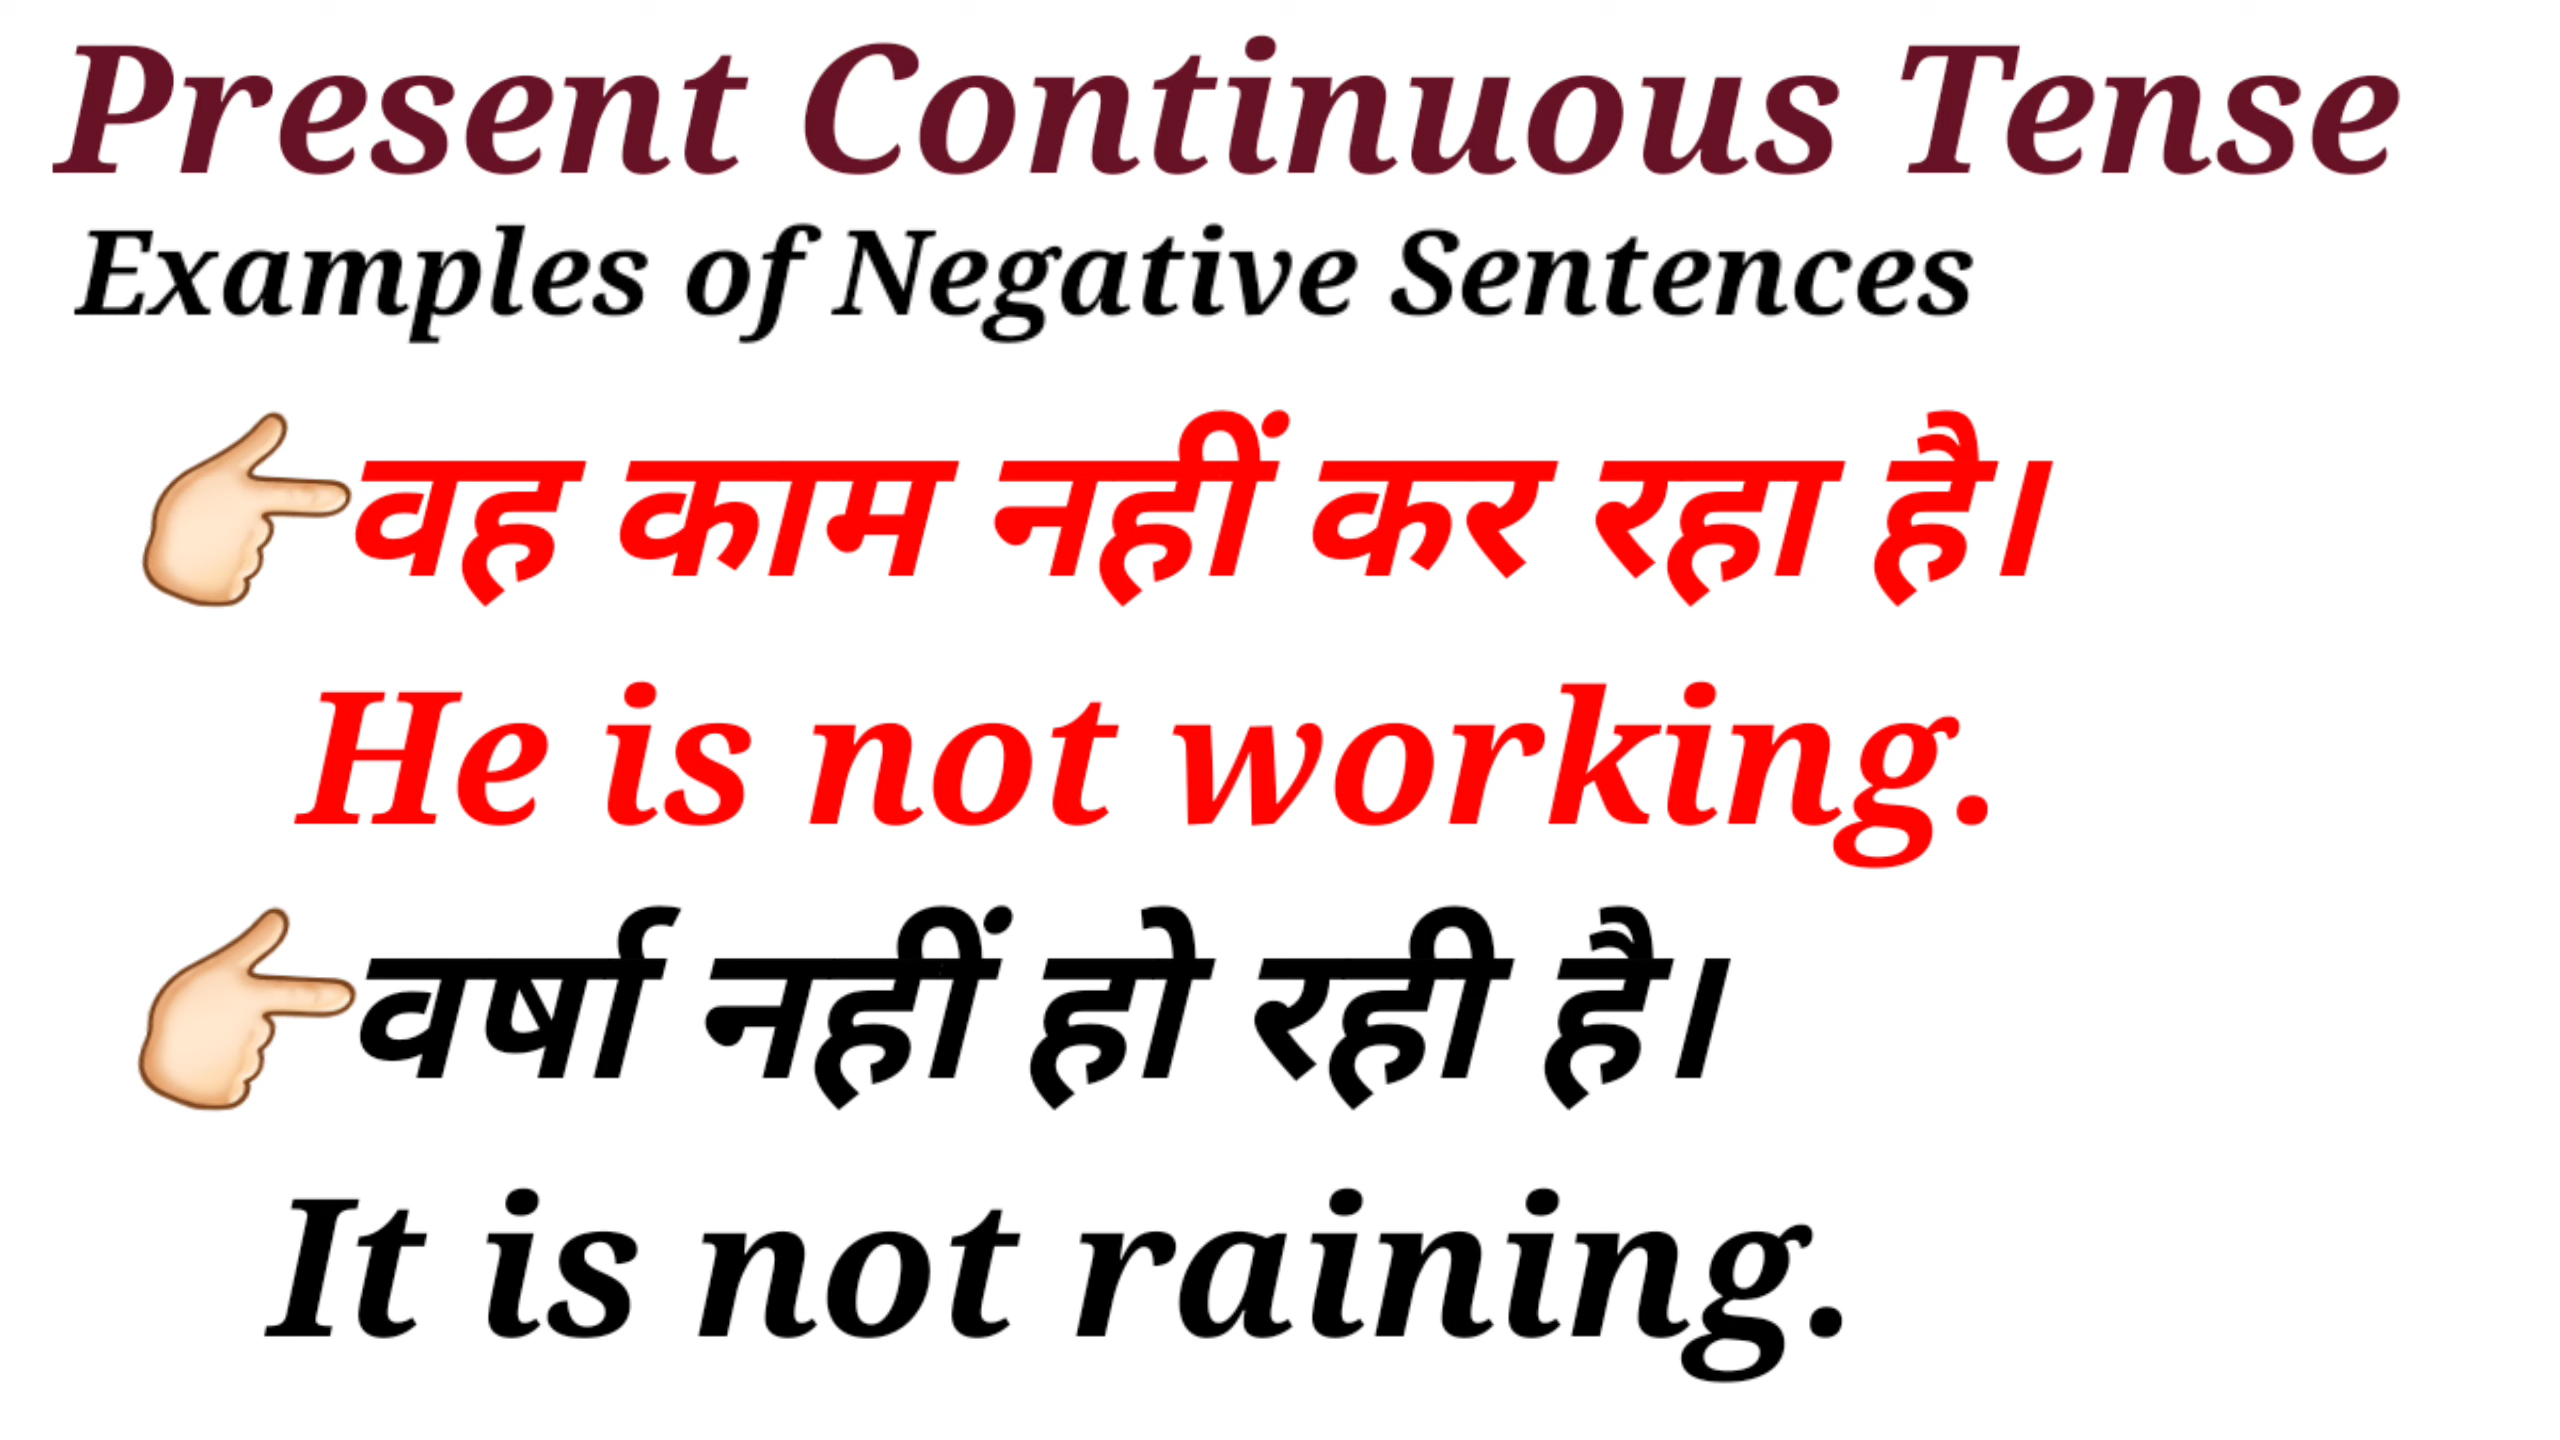 Present Continuous Tense
Examples of Negative Sentences
👉वह काम नहीं कर रहा है।
He is not working.
👉वर्षा नहीं हो रही है।
It is not raining.